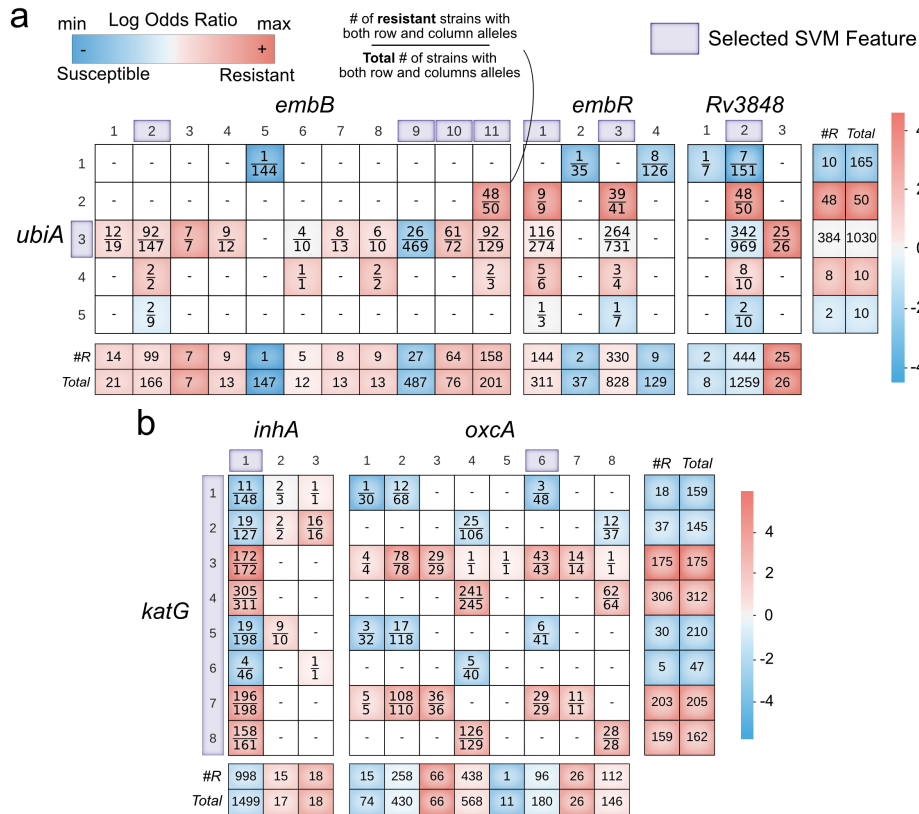 a
min Log Odds Ratio max
- +
Susceptible Resistant
# of resistant strains with
both row and column alleles
Total # of strains with
both row and columns alleles
Selected SVM Feature
embB embR Rv3848
1 2 3 4 5 6 7 8 9 10 11 1 2 3 4 1 2 3 #R Total
ubiA
1 - - - - 1/144 - - - - - - - 1/35 - 8/126 1/7 7/151 - 10 165
2 - - - - - - - - - - 48/50 9/9 - 39/41 - - 48/50 - 48 50
3 12/19 92/147 7/7 9/12 - 4/10 8/13 6/10 26/469 61/72 92/129 116/274 - 264/731 - - 342/969 25/26 384 1030
4 - 2/2 - - - 1/1 - 2/2 - - 2/3 5/6 - 3/4 - - 8/10 - 8 10
5 - 2/9 - - - - - - - - - 1/3 - 1/7 - - 2/10 - 2 10
#R 14 99 7 9 1 5 8 9 27 64 158 144 2 330 9 2 444 25
Total 21 166 7 13 147 12 13 13 487 76 201 311 37 828 129 8 1259 26
4
2
0
-2
-4
b
inhA oxcA
1 2 3 1 2 3 4 5 6 7 8 #R Total
katG
1 11/148 2/3 1/1 1/30 12/68 - - - 3/48 - - 18 159
2 19/127 2/2 16/16 - - - 25/106 - - - 12/37 37 145
3 172/172 - - 4/4 78/78 29/29 1/1 1/1 43/43 14/14 1/1 175 175
4 305/311 - - - - - 241/245 - - - 62/64 306 312
5 19/198 9/10 - 3/32 17/118 - - - 6/41 - - 30 210
6 4/46 - 1/1 - - - 5/40 - - - - 5 47
7 196/198 - - 5/5 108/110 36/36 - - 29/29 11/11 - 203 205
8 158/161 - - - - - 126/129 - - - 28/28 159 162
#R 998 15 18 15 258 66 438 1 96 26 112
Total 1499 17 18 74 430 66 568 11 180 26 146
4
2
0
-2
-4